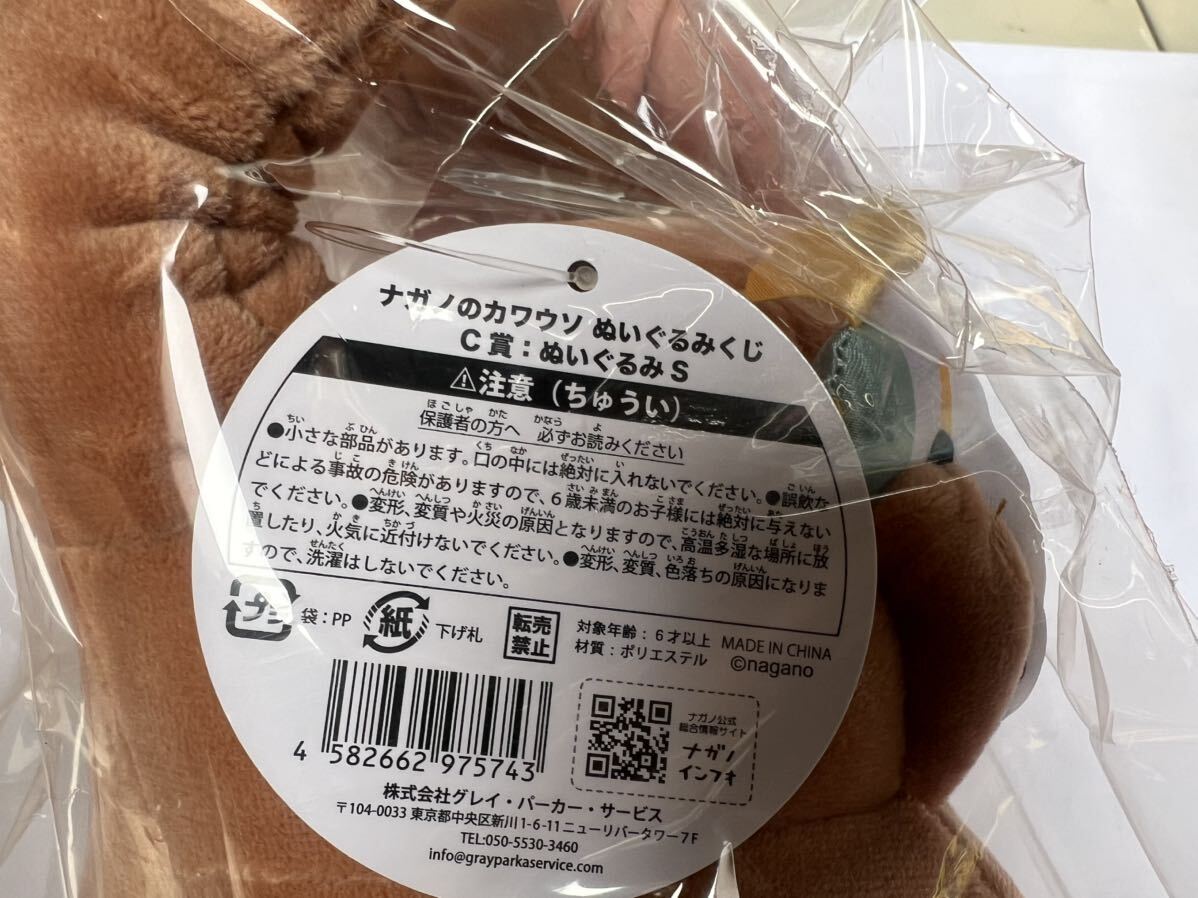 ナガノのカワウソ ぬいぐるみくじ
C賞：ぬいぐるみS
⚠注意（ちゅうい）
保護者の方へ 必ずお読みください
●小さな部品があります。口の中には絶対に入れないでください。●誤飲な
どによる事故の危険がありますので、6歳未満のお子様には絶対に与えない
でください。●変形、変質や火災の原因となりますので、高温多湿な場所に放
置したり、火気に近付けないでください。●変形、変質、色落ちの原因になりま
すので、洗濯はしないでください。
プラ 袋：PP 紙 下げ札 転売禁止
対象年齢：6才以上 MADE IN CHINA
材質：ポリエステル ©nagano
4 582662 975743
ナガノ公式
総合情報サイト
ナガノ
インフォ
株式会社グレイ・パーカー・サービス
〒104-0033 東京都中央区新川1-6-11ニューリバータワー7F
TEL:050-5530-3460
info@grayparkaservice.com